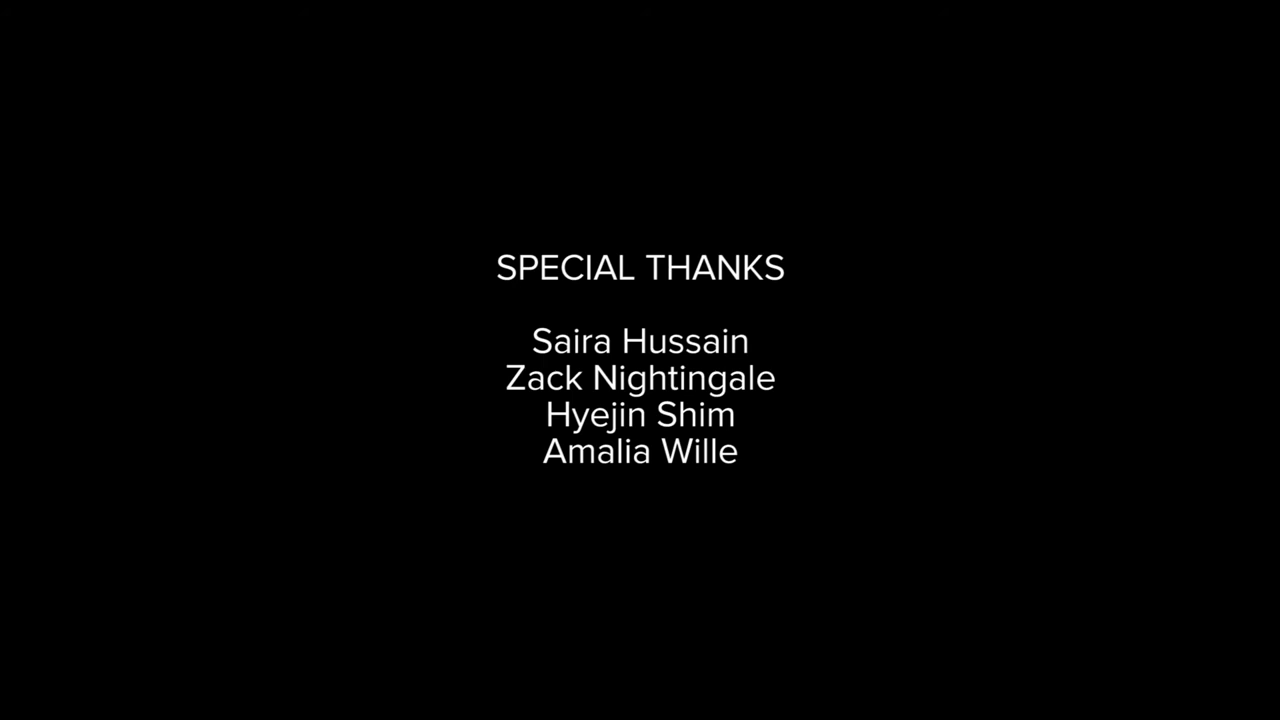 SPECIAL THANKS
Saira Hussain
Zack Nightingale
Hyejin Shim
Amalia Wille